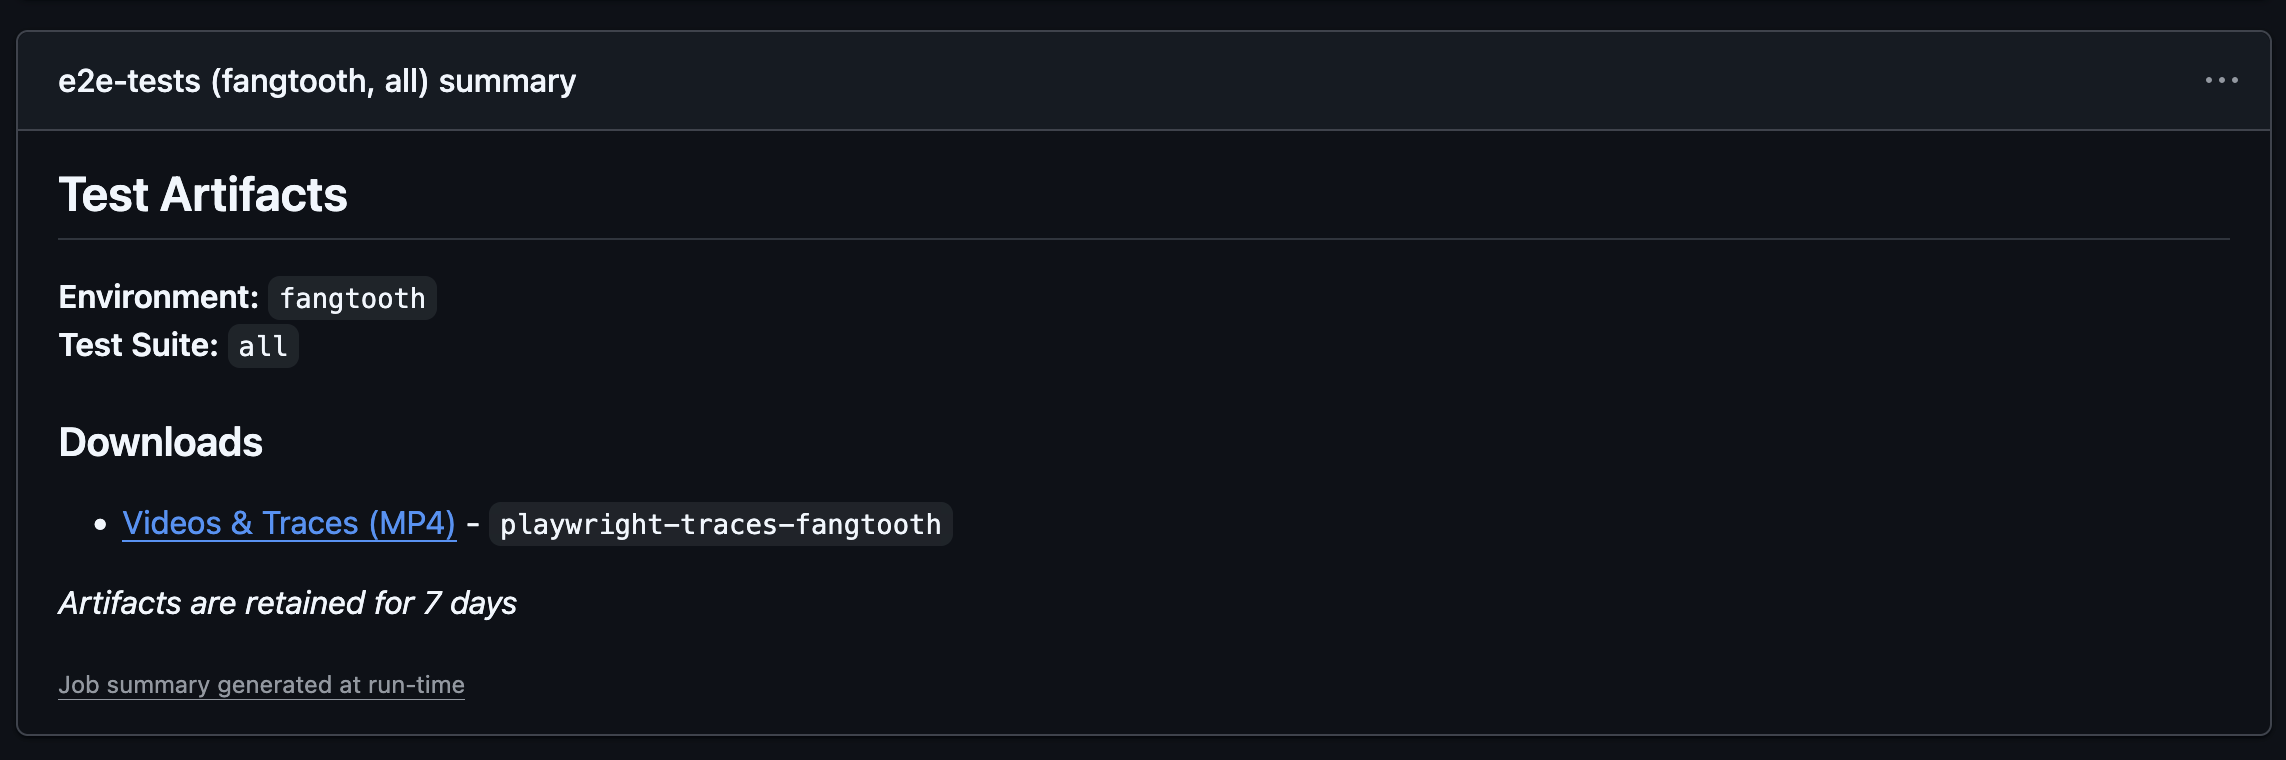 e2e-tests (fangtooth, all) summary
Test Artifacts
Environment: fangtooth
Test Suite: all
Downloads
• Videos & Traces (MP4) - playwright-traces-fangtooth
Artifacts are retained for 7 days
Job summary generated at run-time